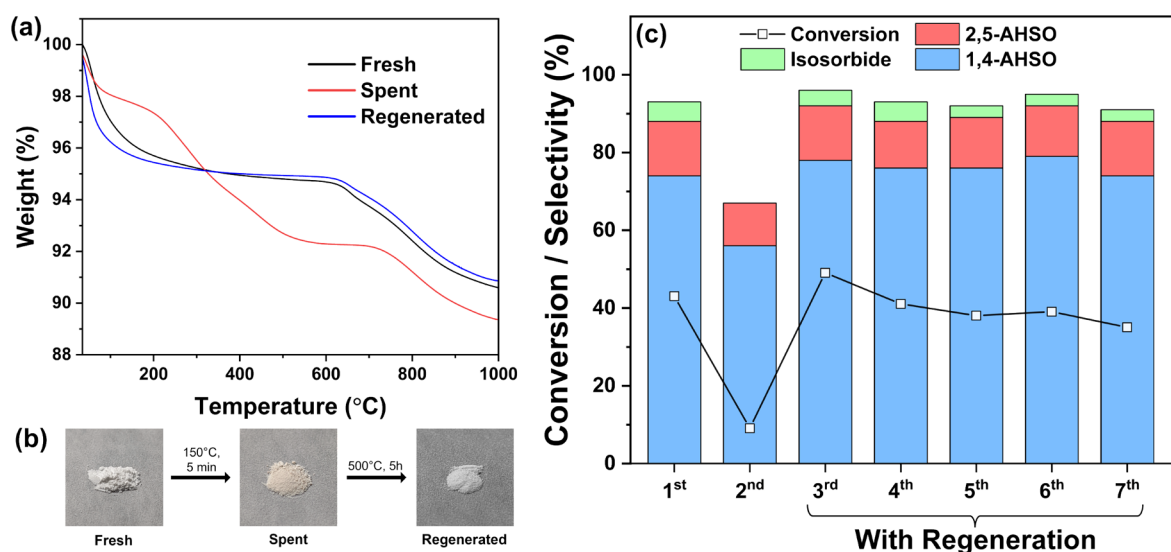 (a)
Fresh
Spent
Regenerated
Weight (%)
100
98
96
94
92
90
88
200
400
600
800
1000
Temperature (°C)
(b)
150°C,
5 min
500°C, 5h
Fresh
Spent
Regenerated
(c)
Conversion
2,5-AHSO
Isosorbide
1,4-AHSO
Conversion / Selectivity (%)
100
80
60
40
20
0
1st
2nd
3rd
4th
5th
6th
7th
With Regeneration